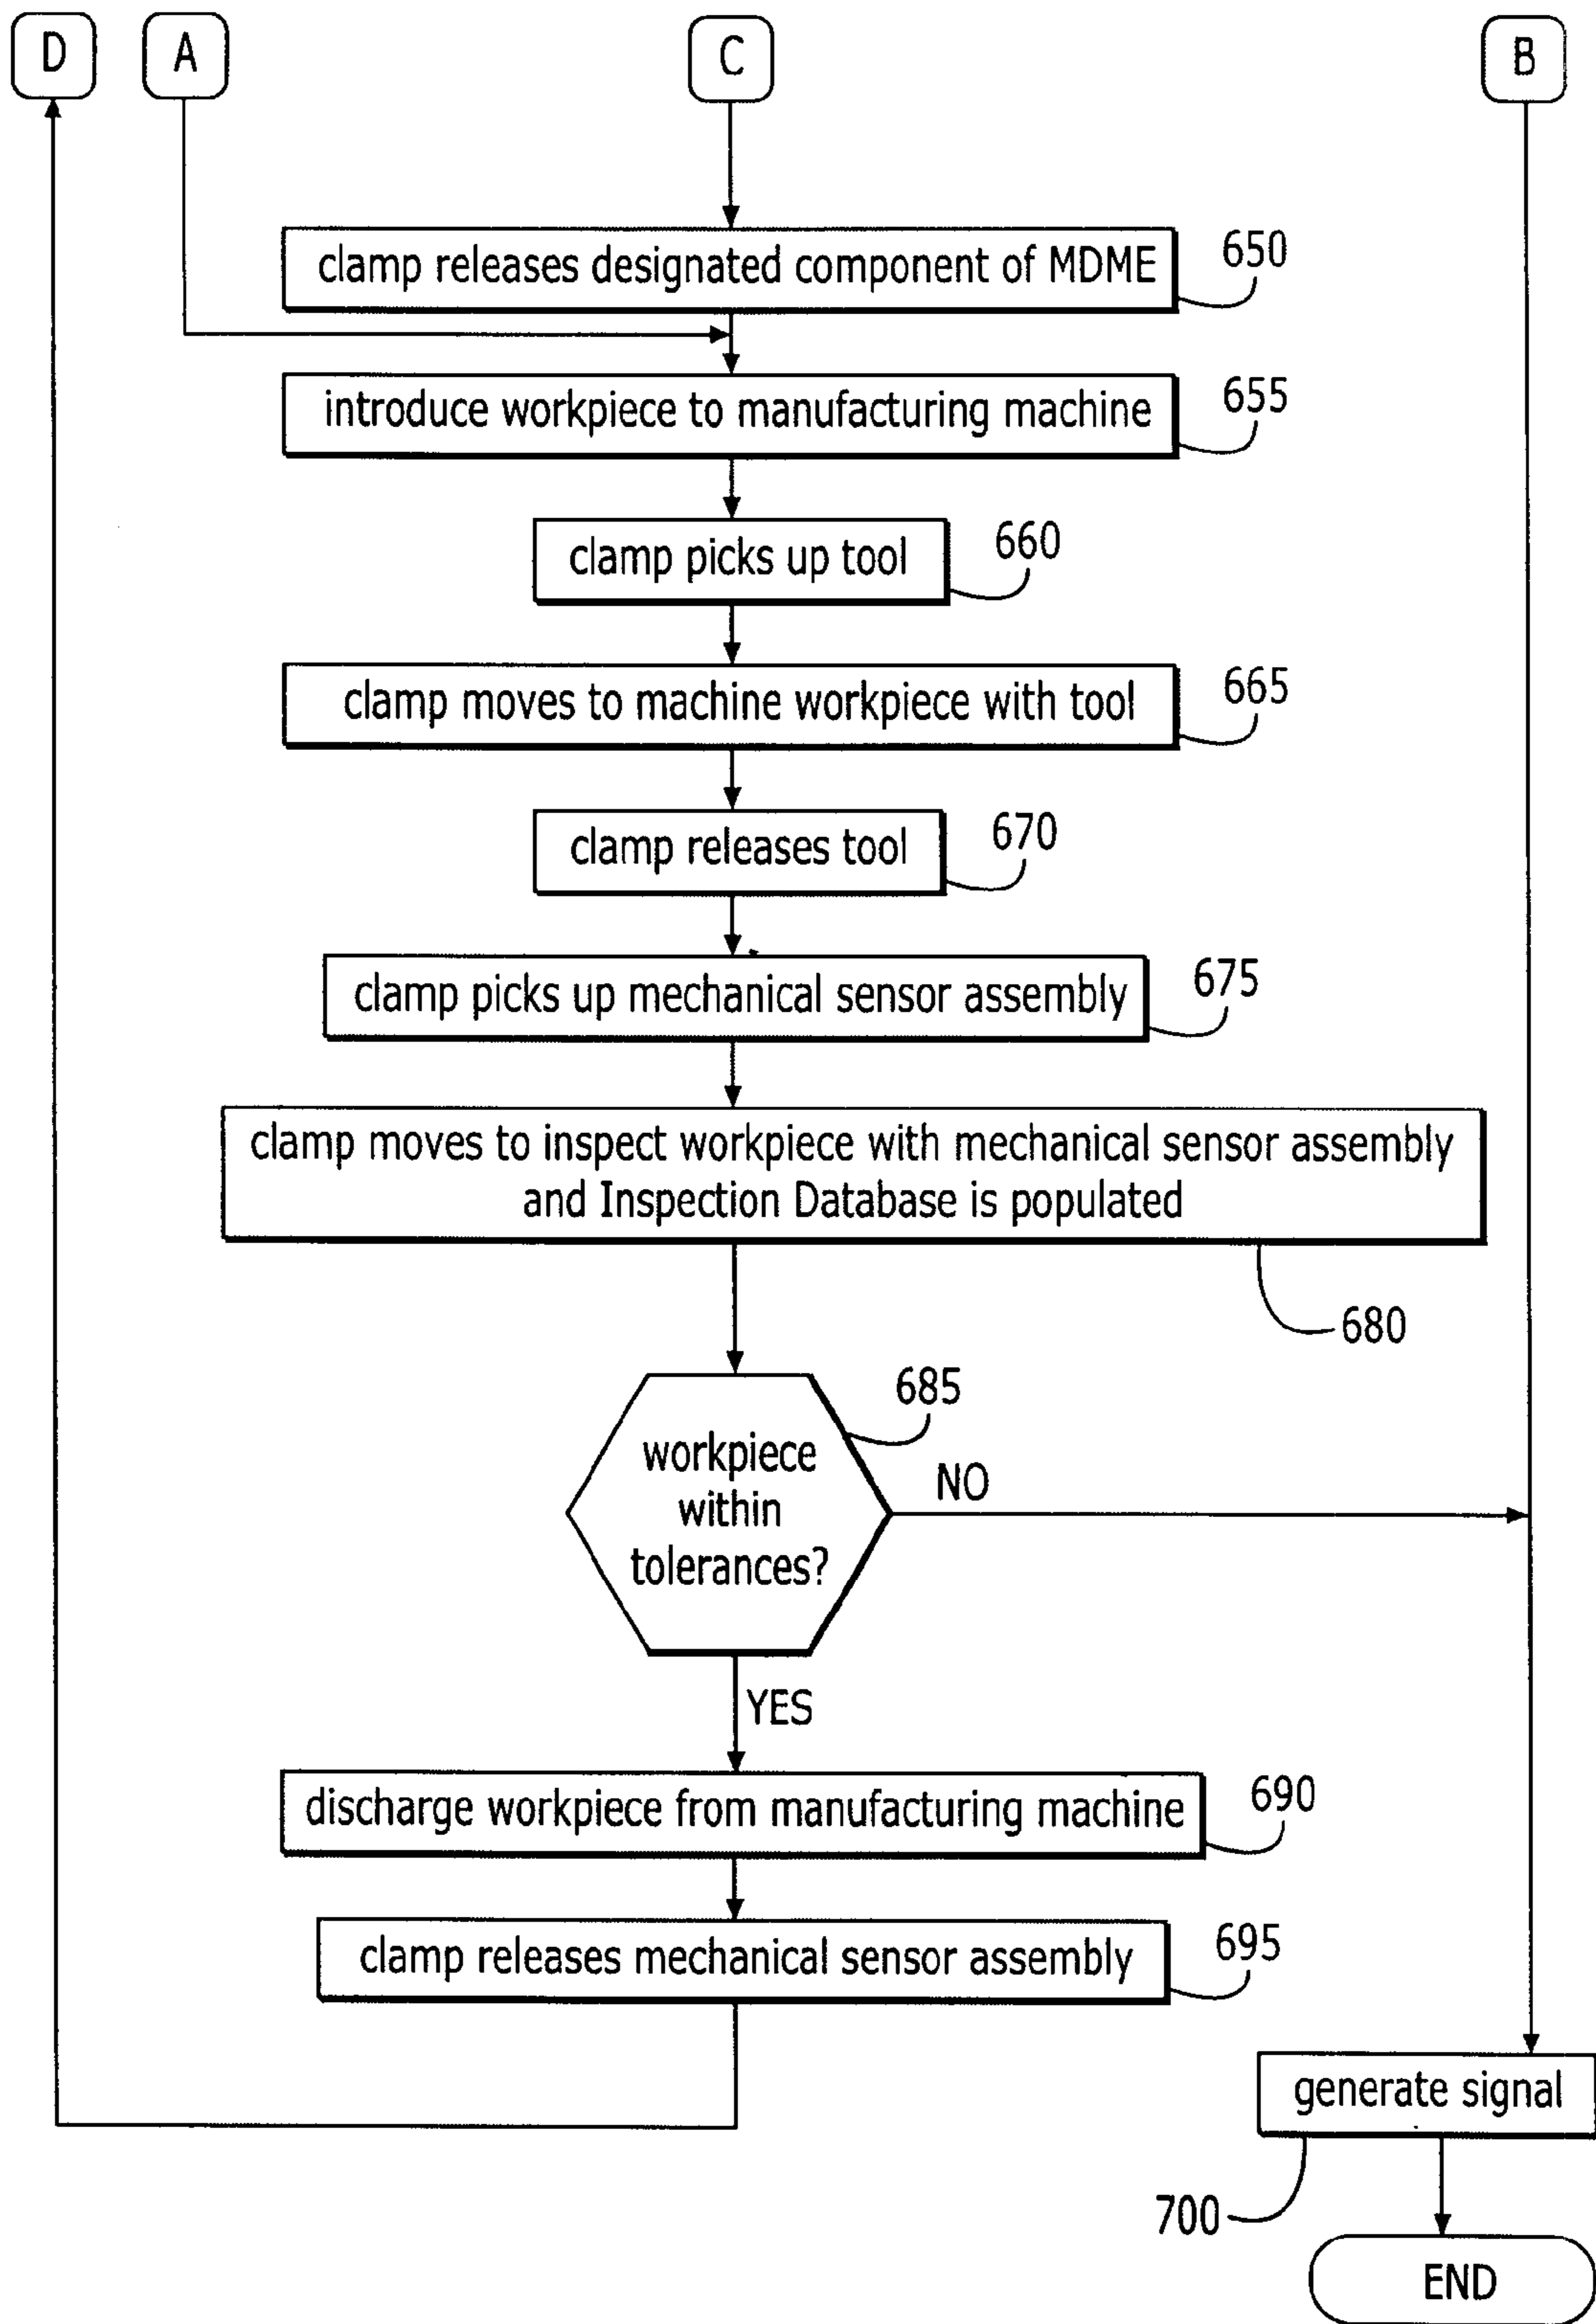 D
A
C
B
clamp releases designated component of MDME
650
introduce workpiece to manufacturing machine
655
clamp picks up tool
660
clamp moves to machine workpiece with tool
665
clamp releases tool
670
clamp picks up mechanical sensor assembly
675
clamp moves to inspect workpiece with mechanical sensor assembly
and Inspection Database is populated
680
685
workpiece
within
tolerances?
NO
YES
discharge workpiece from manufacturing machine
690
clamp releases mechanical sensor assembly
695
generate signal
700
END